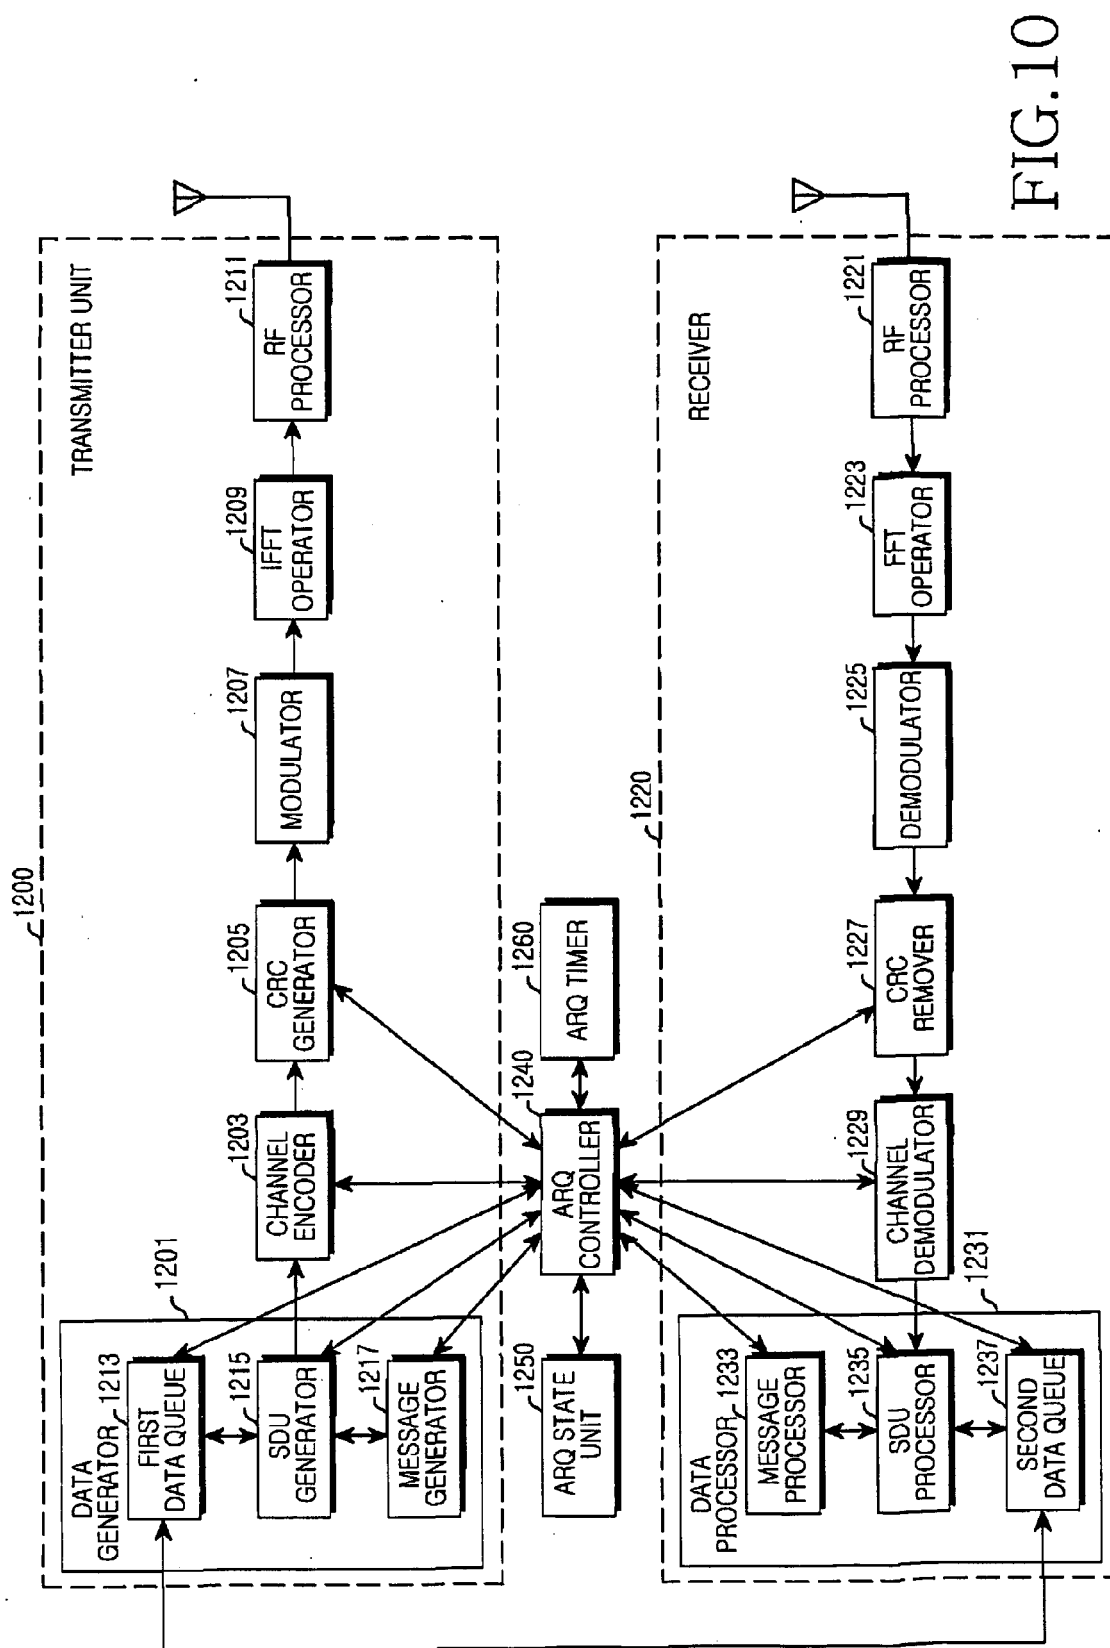 1200
TRANSMITTER UNIT
DATA
GENERATOR
1201
1213
FIRST
DATA QUEUE
1215
SDU
GENERATOR
1217
MESSAGE
GENERATOR
1203
CHANNEL
ENCODER
1205
CRC
GENERATOR
1207
MODULATOR
1209
IFFT
OPERATOR
1211
RF
PROCESSOR
1250
ARQ STATE
UNIT
1240
ARQ
CONTROLLER
1260
ARQ TIMER
1220
RECEIVER
DATA
PROCESSOR
1231
1233
MESSAGE
PROCESSOR
1235
SDU
PROCESSOR
1237
SECOND
DATA QUEUE
1229
CHANNEL
DEMODULATOR
1227
CRC
REMOVER
1225
DEMODULATOR
1223
FFT
OPERATOR
1221
RF
PROCESSOR
FIG.10